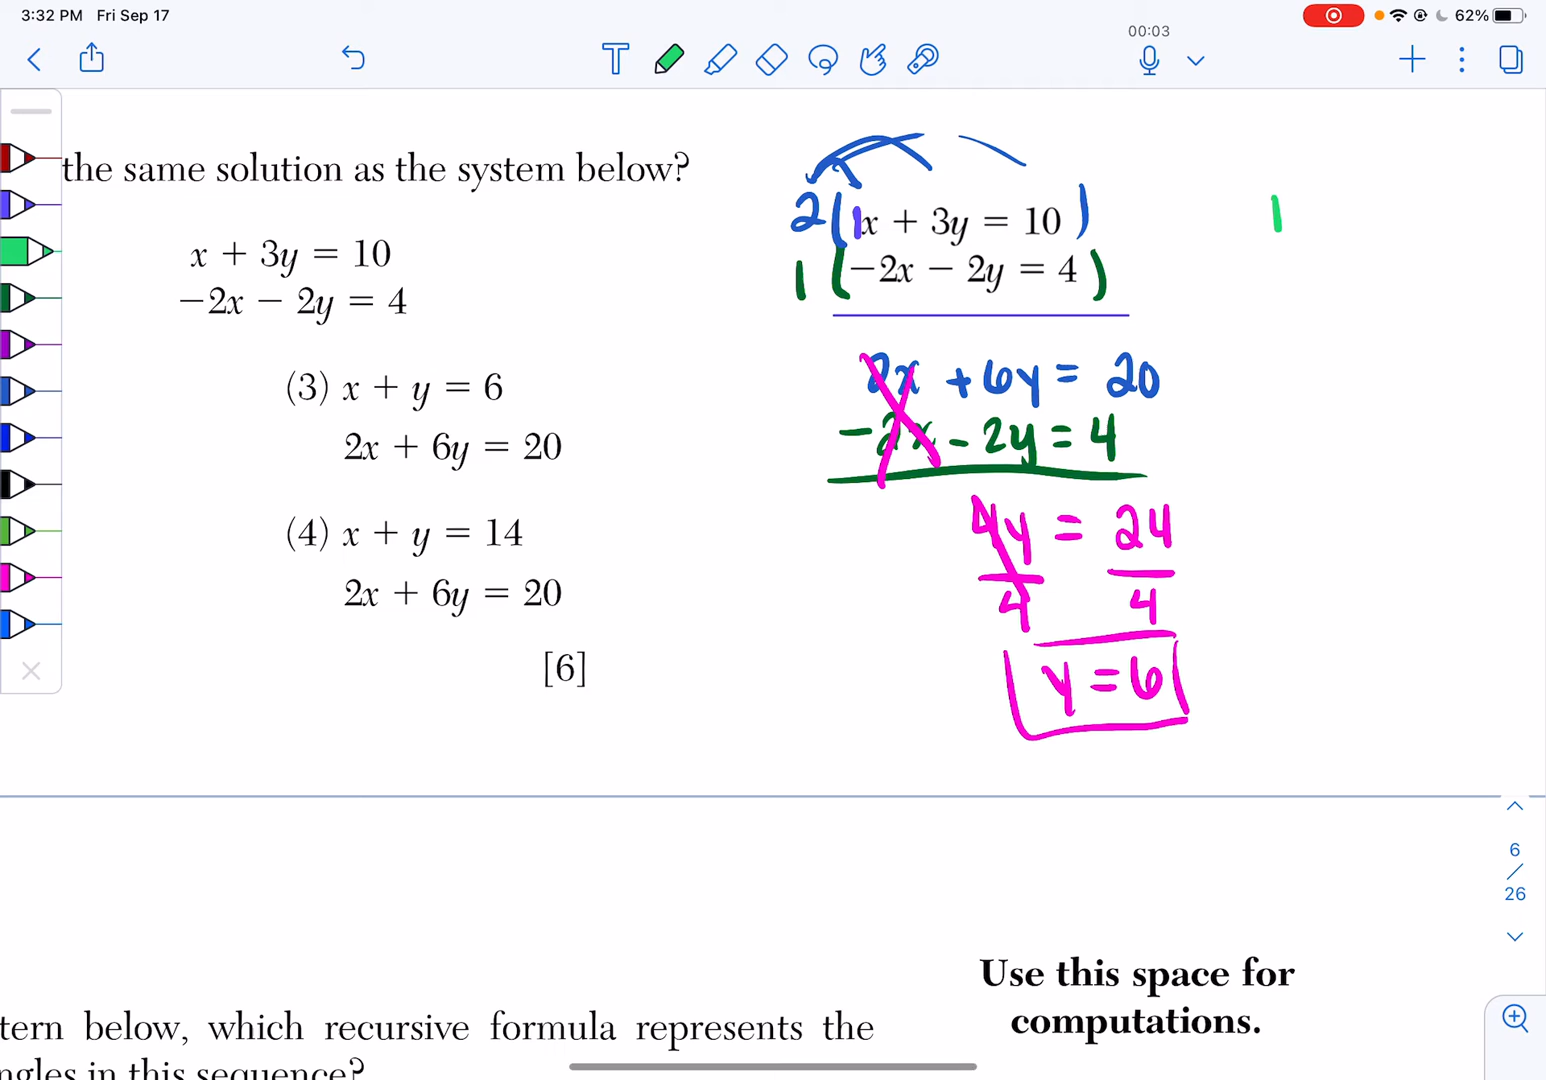 3:32 PM Fri Sep 17
62%
00:03
the same solution as the system below?
x + 3y = 10
−2x − 2y = 4
(3) x + y = 6
2x + 6y = 20
(4) x + y = 14
2x + 6y = 20
[6]
2(1x + 3y = 10)
1(−2x − 2y = 4)
2x + 6y = 20
-2x - 2y = 4
4y = 24
4 4
y = 6
1
6
/
26
Use this space for
computations.
tern below, which recursive formula represents the
ngles in this sequence?